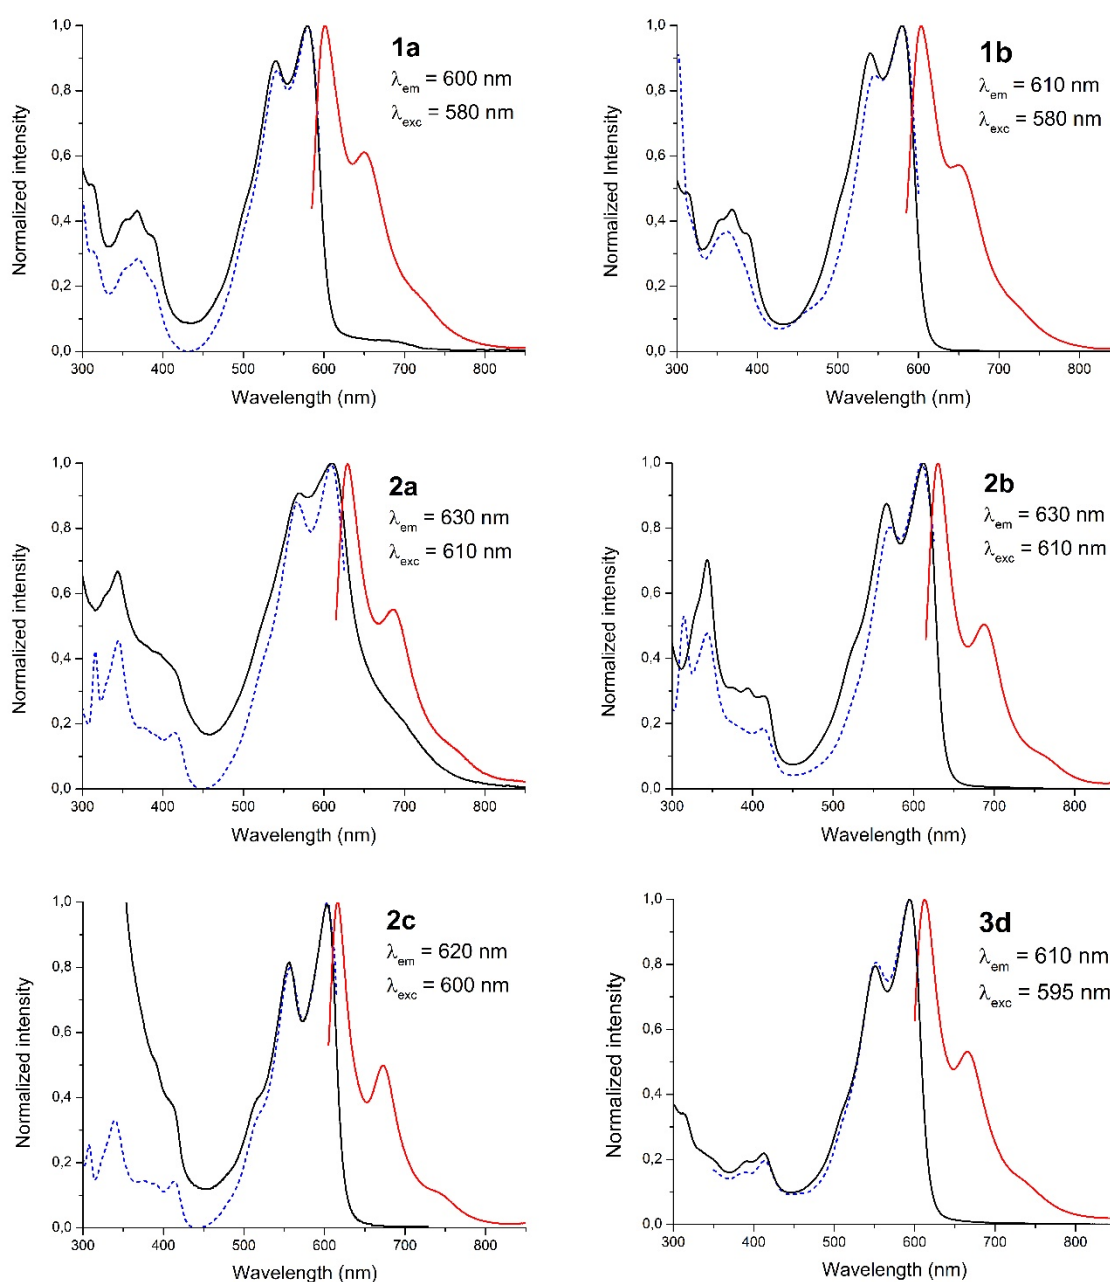 1,0
0,8
0,6
0,4
0,2
0,0
Normalized intensity
1a
λem = 600 nm
λexc = 580 nm
300 400 500 600 700 800
Wavelength (nm)
1,0
0,8
0,6
0,4
0,2
0,0
Normalized Intensity
1b
λem = 610 nm
λexc = 580 nm
300 400 500 600 700 800
Wavelength (nm)
1,0
0,8
0,6
0,4
0,2
0,0
Normalized intensity
2a
λem = 630 nm
λexc = 610 nm
300 400 500 600 700 800
Wavelength (nm)
1,0
0,8
0,6
0,4
0,2
0,0
Normalized intensity
2b
λem = 630 nm
λexc = 610 nm
300 400 500 600 700 800
Wavelength (nm)
1,0
0,8
0,6
0,4
0,2
0,0
Normalized intensity
2c
λem = 620 nm
λexc = 600 nm
300 400 500 600 700 800
Wavelength (nm)
1,0
0,8
0,6
0,4
0,2
0,0
Normalized intensity
3d
λem = 610 nm
λexc = 595 nm
300 400 500 600 700 800
Wavelength (nm)